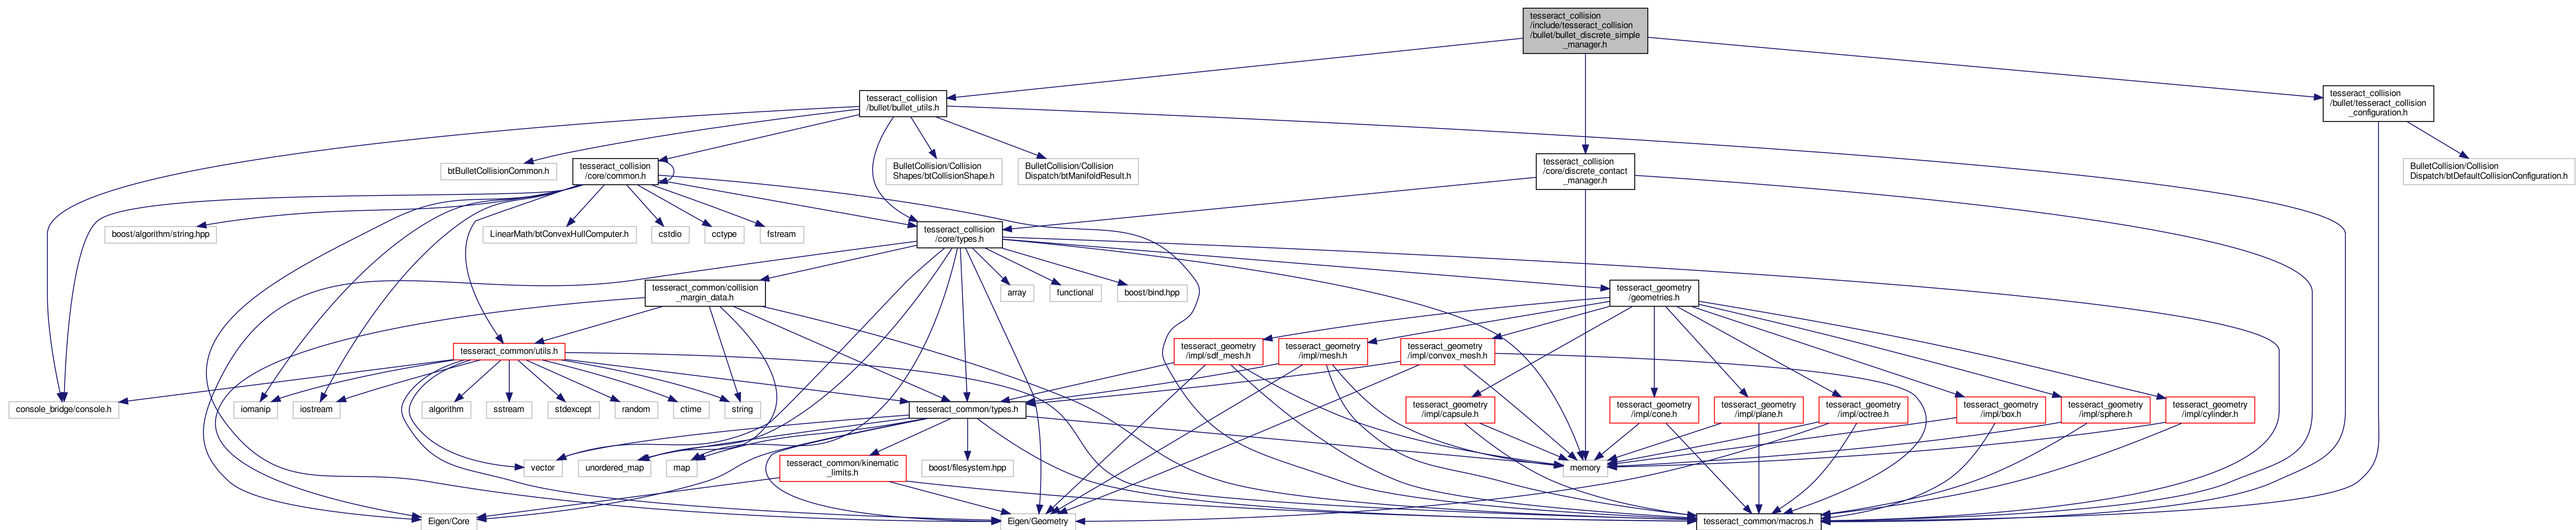 tesseract_collision
/include/tesseract_collision
/bullet/bullet_discrete_simple
_manager.h
tesseract_collision
/bullet/bullet_utils.h
tesseract_collision
/bullet/tesseract_collision
_configuration.h
btBulletCollisionCommon.h
tesseract_collision
/core/common.h
BulletCollision/Collision
Shapes/btCollisionShape.h
BulletCollision/Collision
Dispatch/btManifoldResult.h
tesseract_collision
/core/discrete_contact
_manager.h
BulletCollision/Collision
Dispatch/btDefaultCollisionConfiguration.h
boost/algorithm/string.hpp
LinearMath/btConvexHullComputer.h
cstdio
cctype
fstream
tesseract_collision
/core/types.h
tesseract_common/collision
_margin_data.h
array
functional
boost/bind.hpp
tesseract_geometry
/geometries.h
tesseract_common/utils.h
tesseract_geometry
/impl/sdf_mesh.h
tesseract_geometry
/impl/mesh.h
tesseract_geometry
/impl/convex_mesh.h
console_bridge/console.h
iomanip
iostream
algorithm
sstream
stdexcept
random
ctime
string
tesseract_common/types.h
tesseract_geometry
/impl/capsule.h
tesseract_geometry
/impl/cone.h
tesseract_geometry
/impl/plane.h
tesseract_geometry
/impl/octree.h
tesseract_geometry
/impl/box.h
tesseract_geometry
/impl/sphere.h
tesseract_geometry
/impl/cylinder.h
vector
unordered_map
map
tesseract_common/kinematic
_limits.h
boost/filesystem.hpp
memory
Eigen/Core
Eigen/Geometry
tesseract_common/macros.h